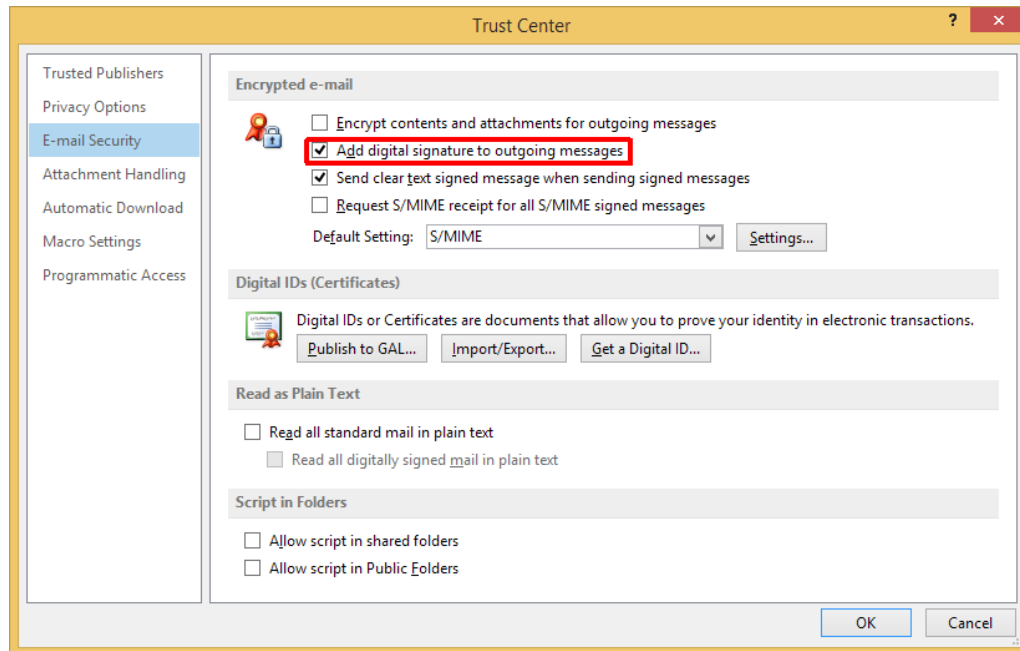 Trust Center
?
×
Trusted Publishers
Privacy Options
E-mail Security
Attachment Handling
Automatic Download
Macro Settings
Programmatic Access
Encrypted e-mail
Encrypt contents and attachments for outgoing messages
Add digital signature to outgoing messages
Send clear text signed message when sending signed messages
Request S/MIME receipt for all S/MIME signed messages
Default Setting: S/MIME Settings...
Digital IDs (Certificates)
Digital IDs or Certificates are documents that allow you to prove your identity in electronic transactions.
Publish to GAL... Import/Export... Get a Digital ID...
Read as Plain Text
Read all standard mail in plain text
Read all digitally signed mail in plain text
Script in Folders
Allow script in shared folders
Allow script in Public Folders
OK Cancel